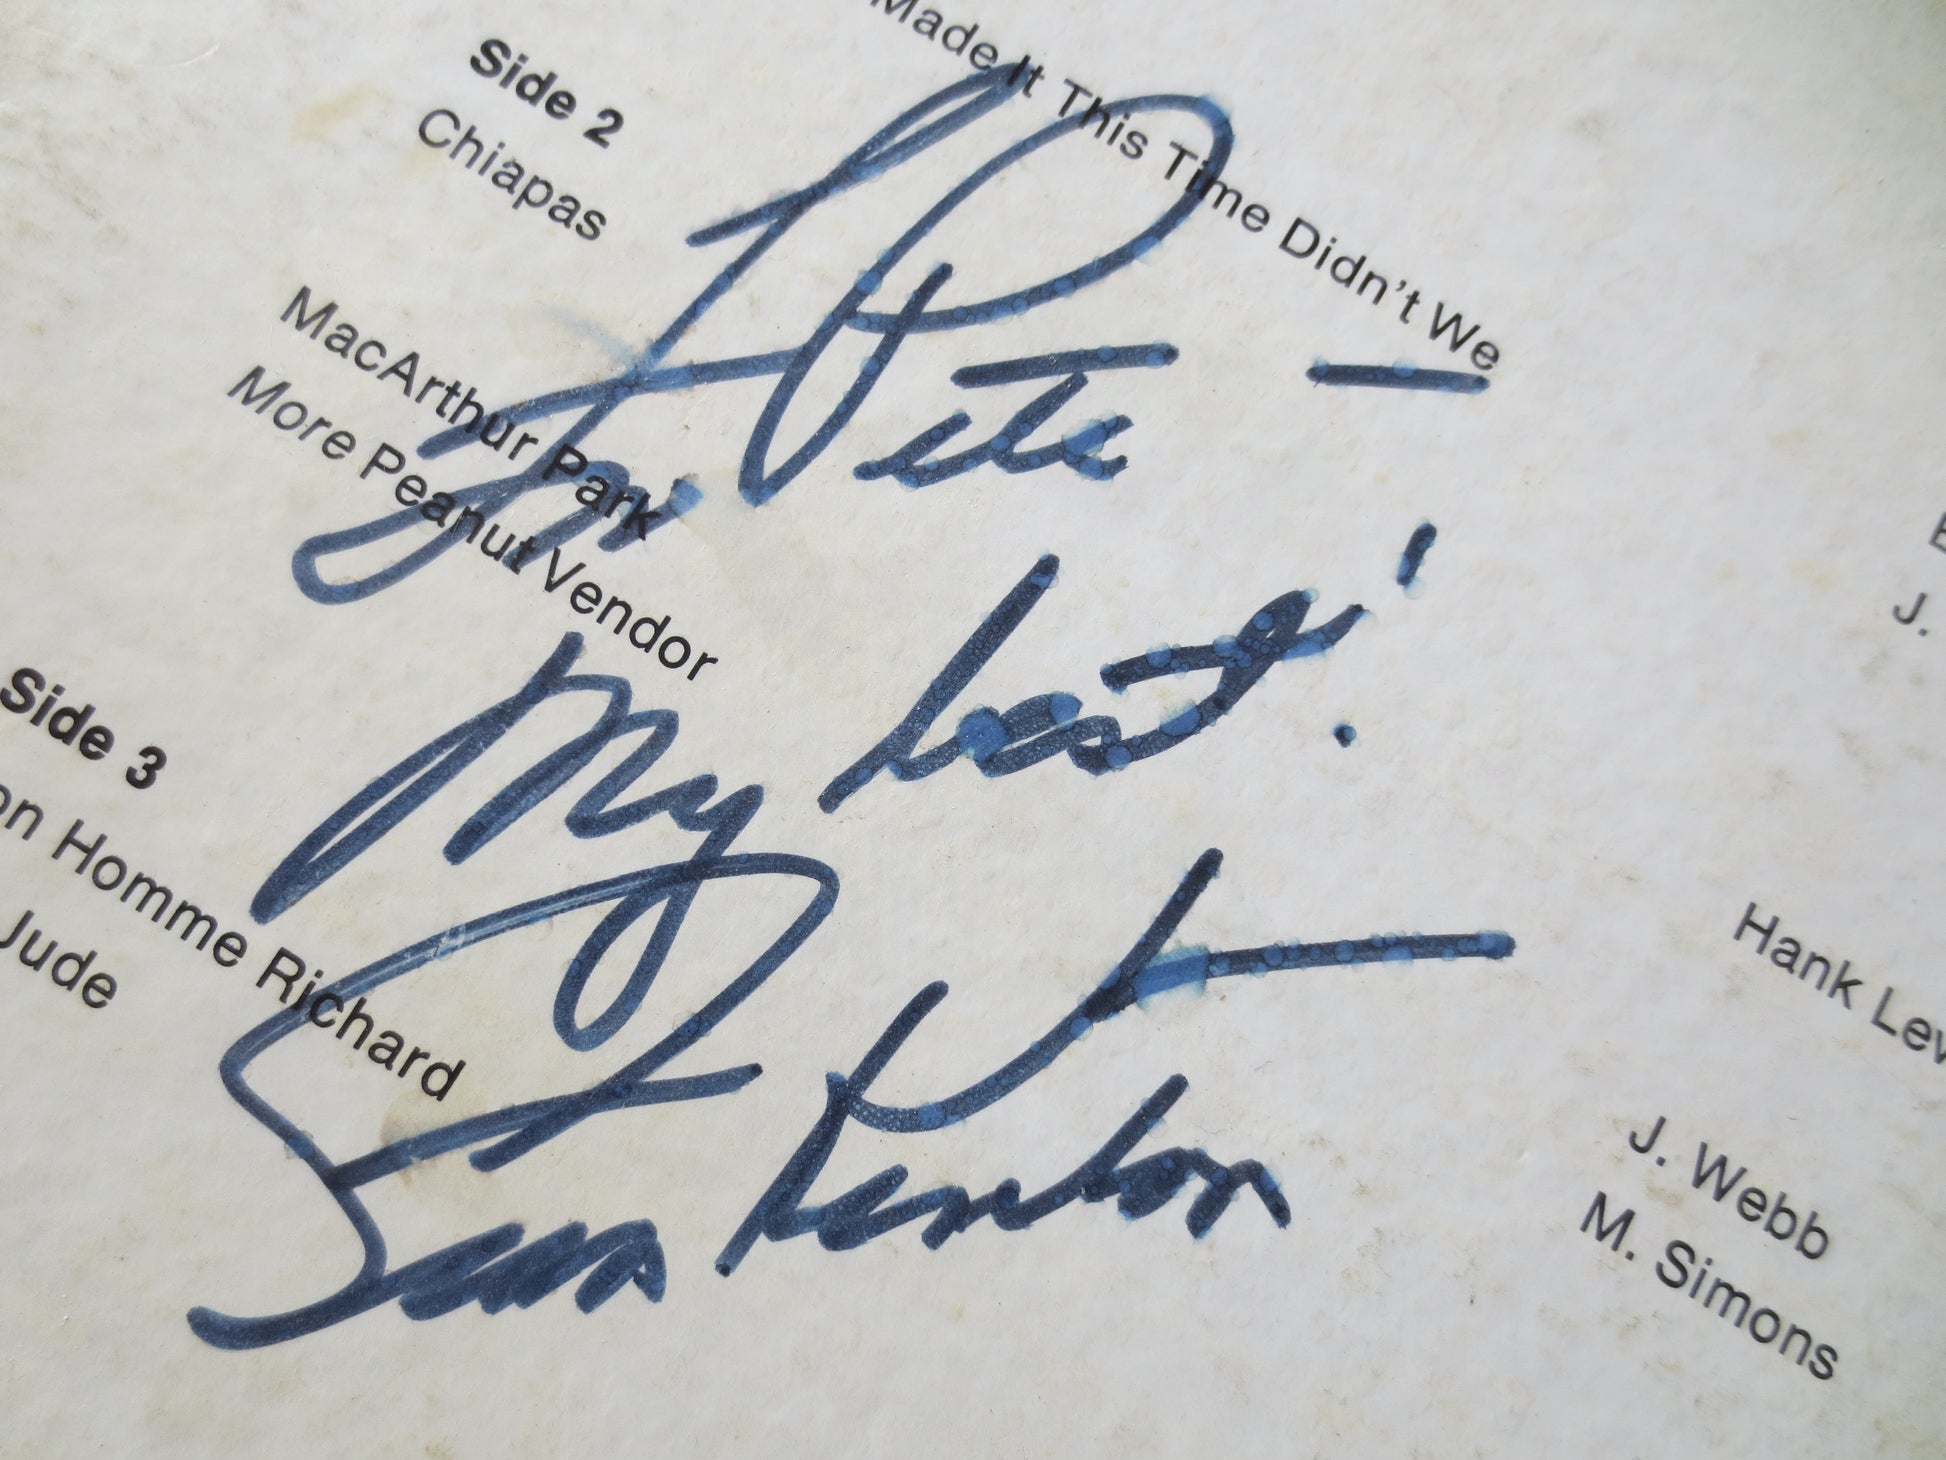 Made It This Time Didn't We
Side 2
Chiapas
MacArthur Park
More Peanut Vendor
Side 3
on Homme Richard
Jude
To Pete —
My best!
Stan Kenton
J.
Hank Lev
J. Webb
M. Simons